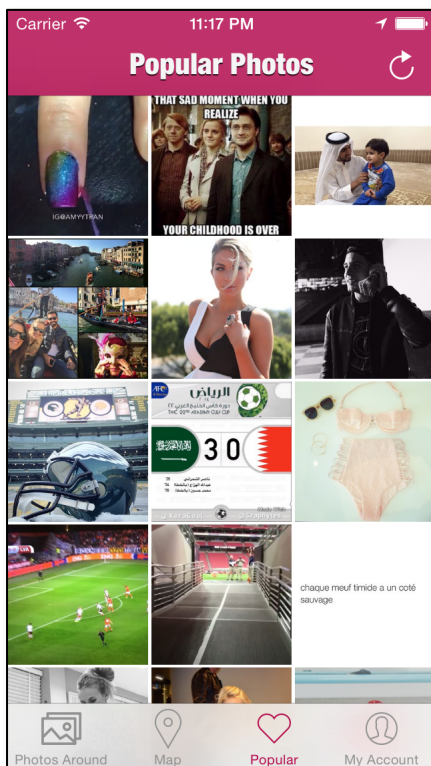 Carrier
11:17 PM
Popular Photos
THAT SAD MOMENT WHEN YOU
REALIZE
YOUR CHILDHOOD IS OVER
IG@AMYYTRAN
الرياض
3 0
chaque meuf timide a un coté
sauvage
Photos Around
Map
Popular
My Account